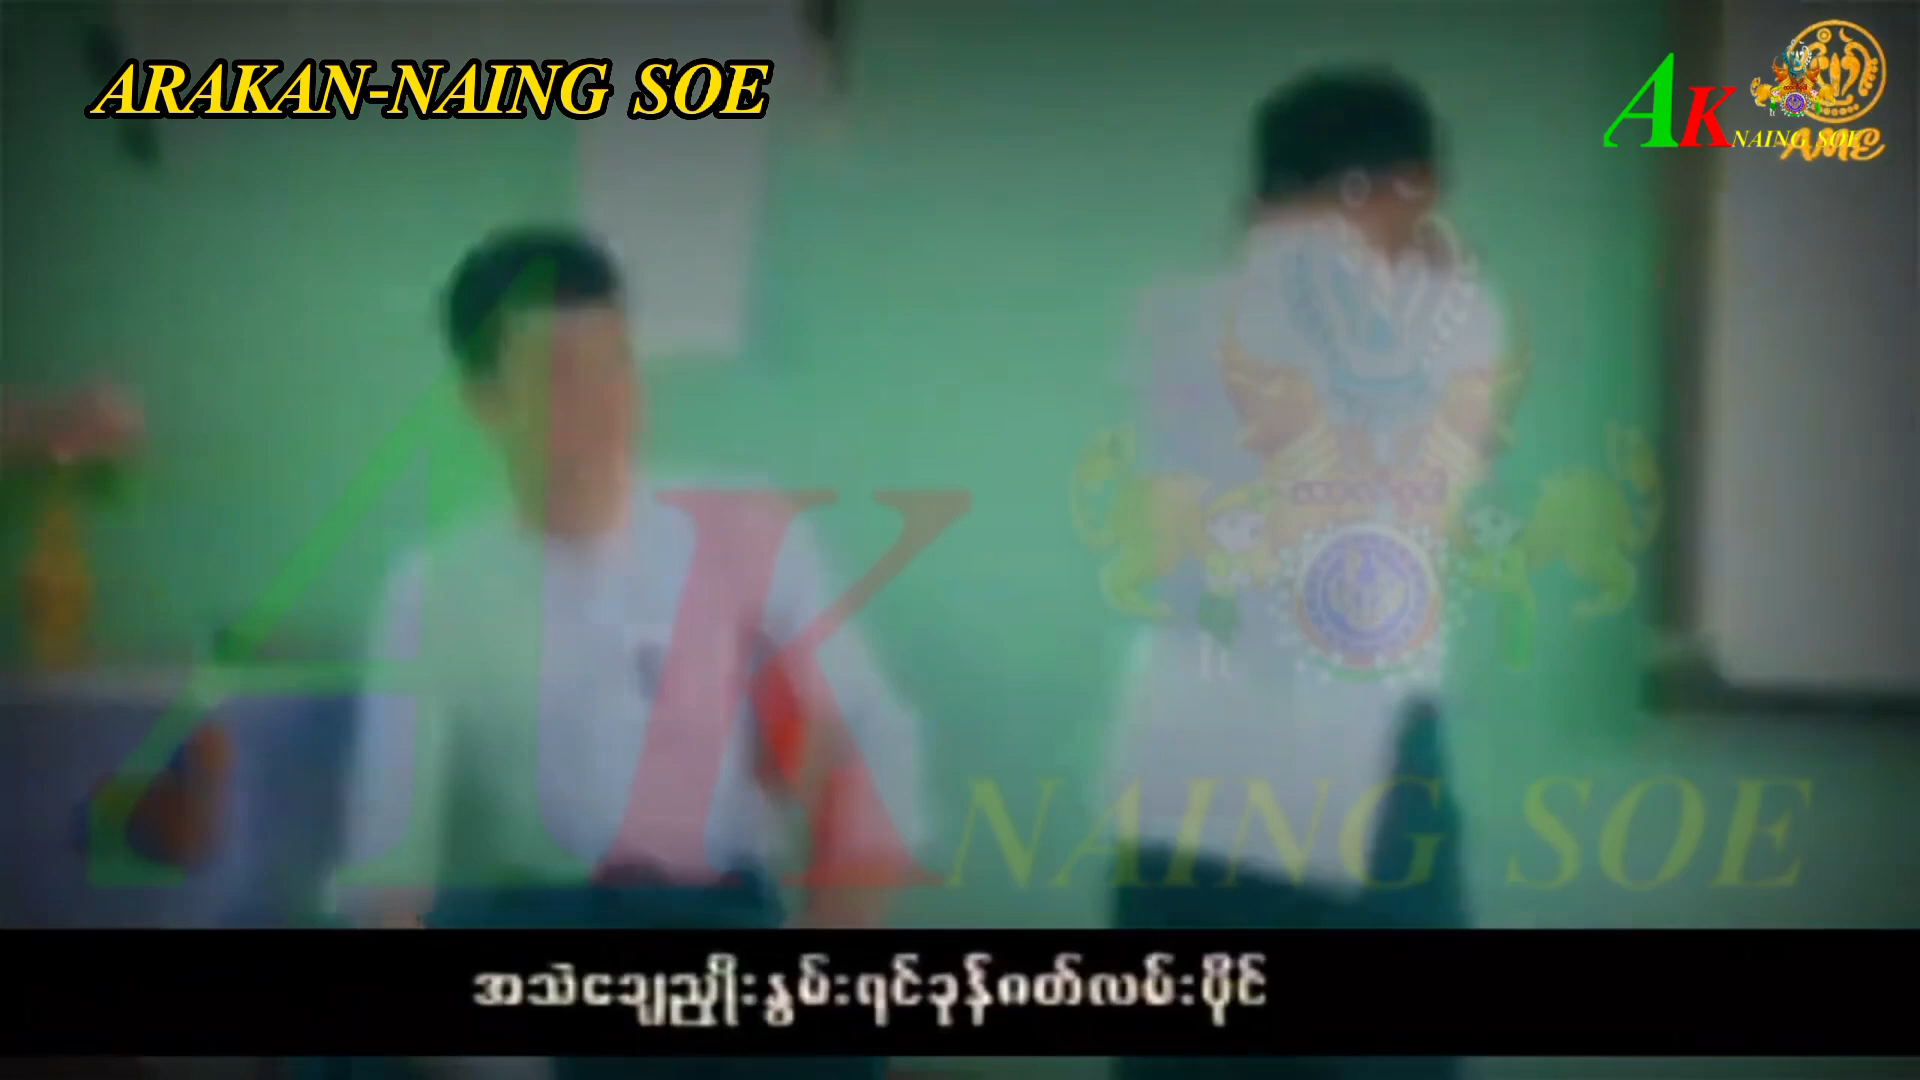 ARAKAN-NAING SOE
AK NAING SOE
AME
AK NAING SOE
အသဲချေညှိုးနွမ်းရင်ခုန်ဂတ်လမ်းပိုင်